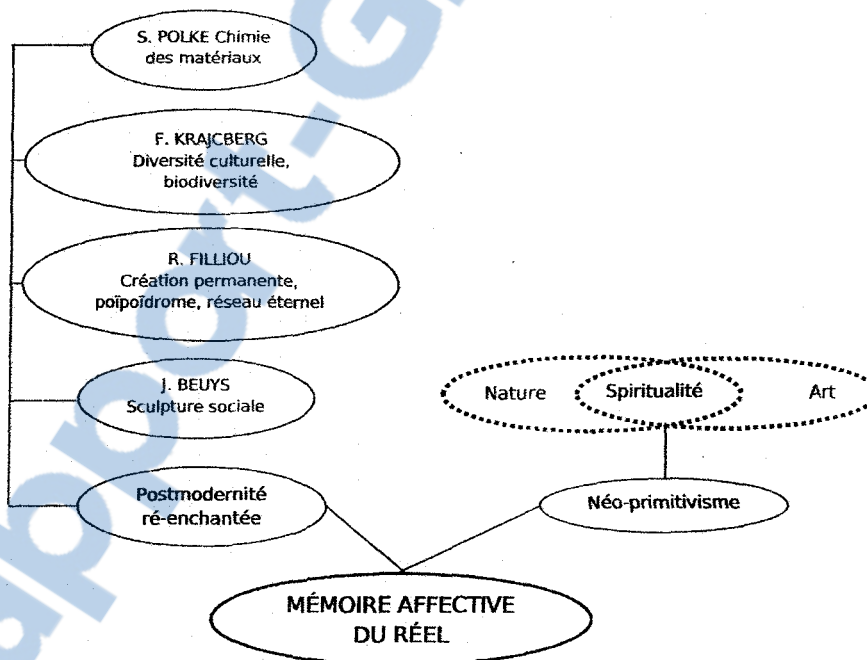 S. POLKE Chimie
des matériaux
F. KRAJCBERG
Diversité culturelle,
biodiversité
R. FILLIOU
Création permanente,
poïpoïdrome, réseau éternel
J. BEUYS
Sculpture sociale
Nature
Spiritualité
Art
Postmodernité
ré-enchantée
Néo-primitivisme
MÉMOIRE AFFECTIVE
DU RÉEL